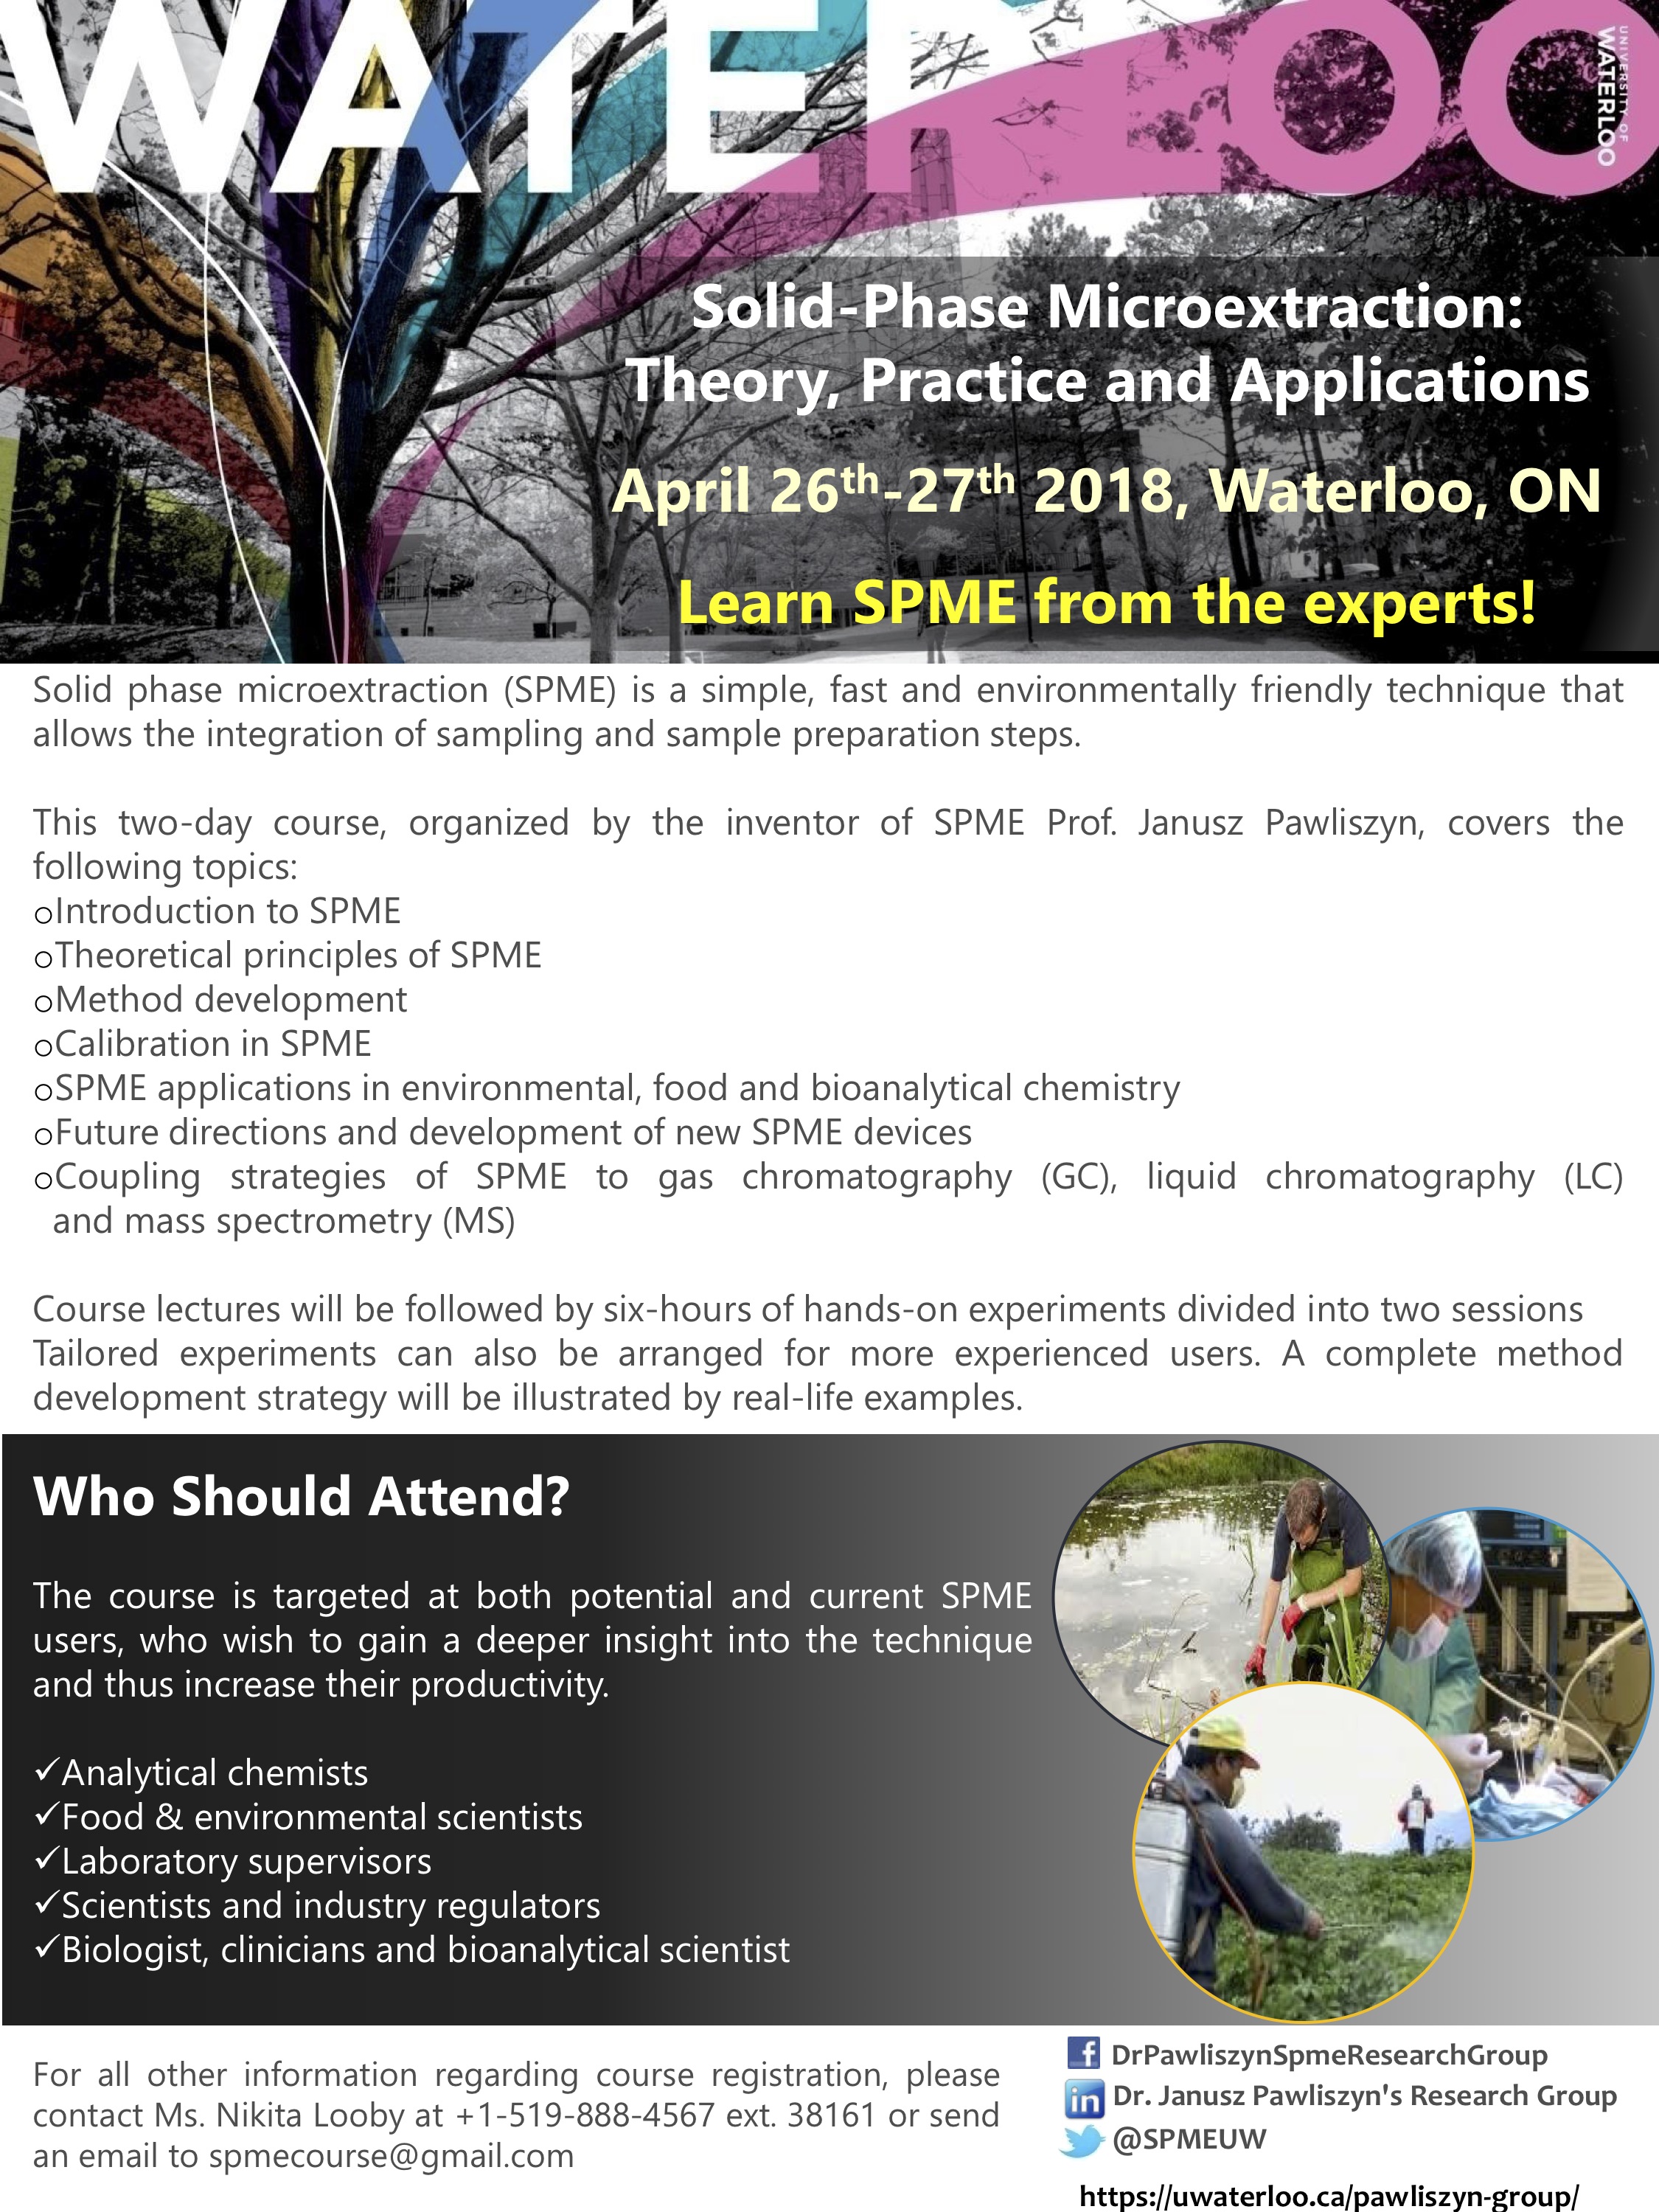 WATERLOO
UNIVERSITY OF
WATERLOO
Solid-Phase Microextraction:
Theory, Practice and Applications
April 26th-27th 2018, Waterloo, ON
Learn SPME from the experts!
Solid phase microextraction (SPME) is a simple, fast and environmentally friendly technique that
allows the integration of sampling and sample preparation steps.
This two-day course, organized by the inventor of SPME Prof. Janusz Pawliszyn, covers the
following topics:
oIntroduction to SPME
oTheoretical principles of SPME
oMethod development
oCalibration in SPME
oSPME applications in environmental, food and bioanalytical chemistry
oFuture directions and development of new SPME devices
oCoupling strategies of SPME to gas chromatography (GC), liquid chromatography (LC)
and mass spectrometry (MS)
Course lectures will be followed by six-hours of hands-on experiments divided into two sessions
Tailored experiments can also be arranged for more experienced users. A complete method
development strategy will be illustrated by real-life examples.
Who Should Attend?
The course is targeted at both potential and current SPME
users, who wish to gain a deeper insight into the technique
and thus increase their productivity.
✓Analytical chemists
✓Food & environmental scientists
✓Laboratory supervisors
✓Scientists and industry regulators
✓Biologist, clinicians and bioanalytical scientist
For all other information regarding course registration, please
contact Ms. Nikita Looby at +1-519-888-4567 ext. 38161 or send
an email to spmecourse@gmail.com
f DrPawliszynSpmeResearchGroup
in Dr. Janusz Pawliszyn's Research Group
@SPMEUW
https://uwaterloo.ca/pawliszyn-group/